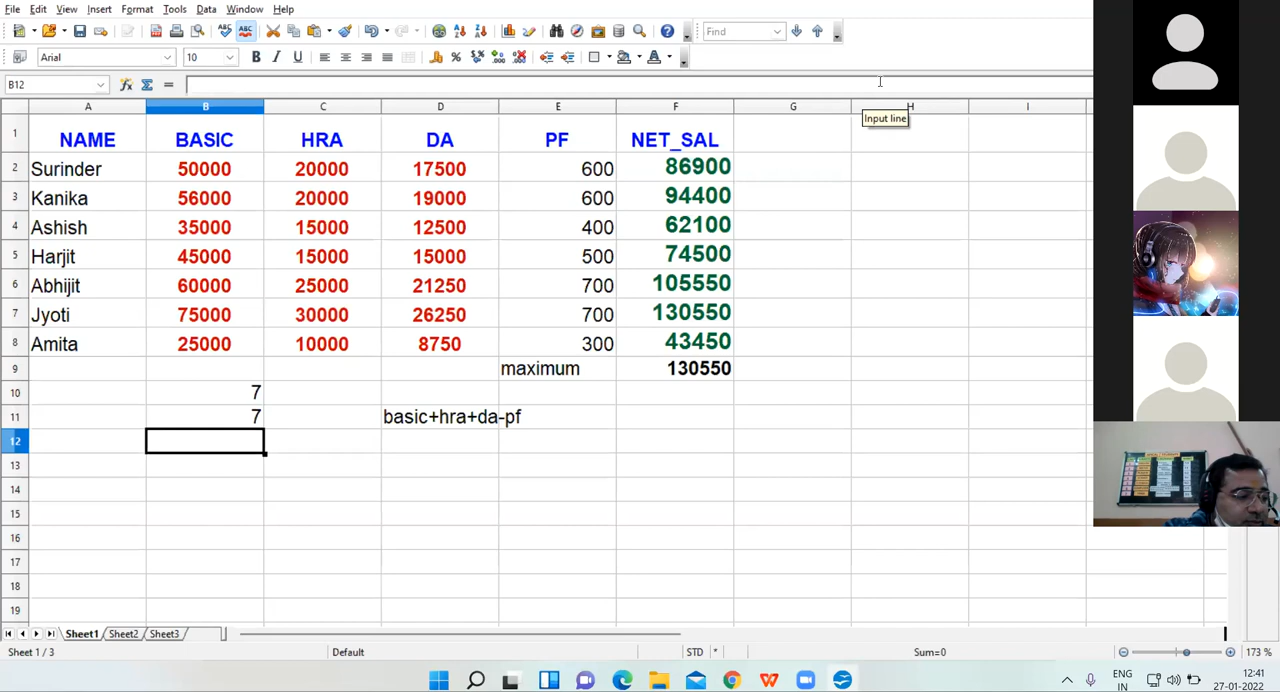 File Edit View Insert Format Tools Data Window Help
Find
Arial 10
B12
Input line
A B C D E F G H I
1 NAME BASIC HRA DA PF NET_SAL
2 Surinder 50000 20000 17500 600 86900
3 Kanika 56000 20000 19000 600 94400
4 Ashish 35000 15000 12500 400 62100
5 Harjit 45000 15000 15000 500 74500
6 Abhijit 60000 25000 21250 700 105550
7 Jyoti 75000 30000 26250 700 130550
8 Amita 25000 10000 8750 300 43450
9 maximum 130550
10 7
11 7 basic+hra+da-pf
12
13
14
15
16
17
18
19
Sheet1 Sheet2 Sheet3
Sheet 1 / 3 Default STD * Sum=0 173 %
ENG 12:41
IN 27-01-2022